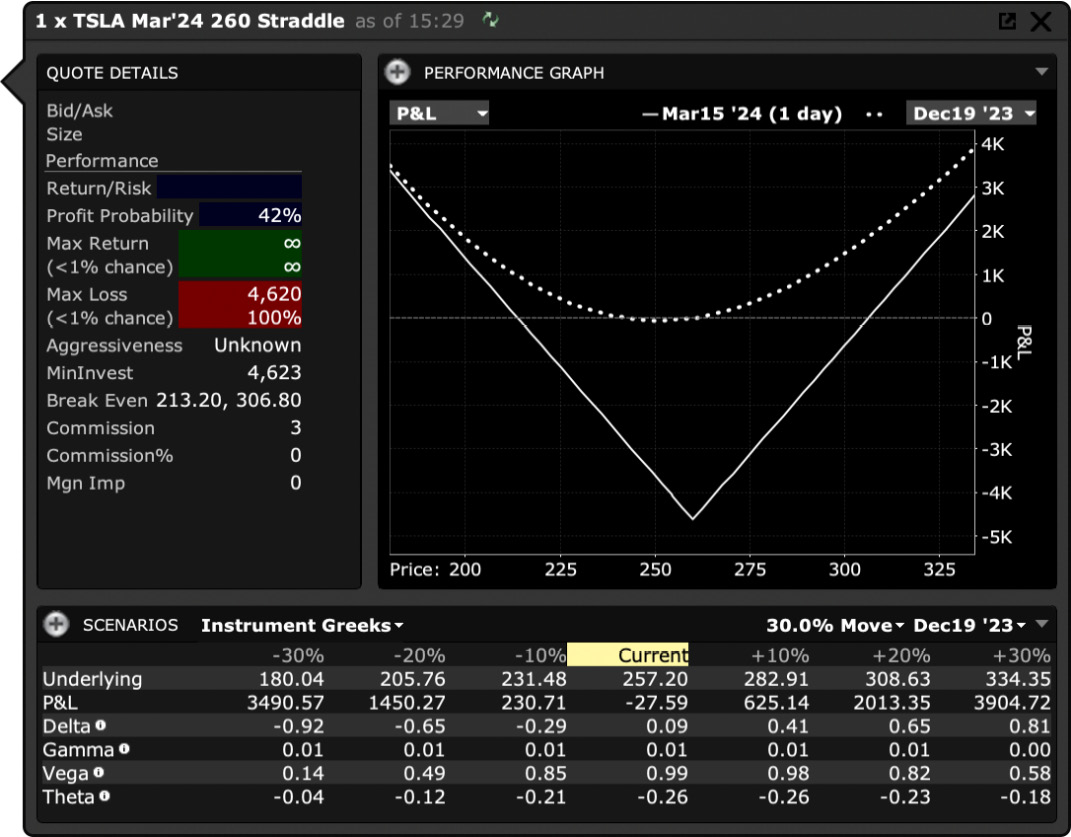 1 x TSLA Mar'24 260 Straddle as of 15:29
QUOTE DETAILS
Bid/Ask
Size
Performance
Return/Risk
Profit Probability 42%
Max Return ∞
(<1% chance) ∞
Max Loss 4,620
(<1% chance) 100%
Aggressiveness Unknown
MinInvest 4,623
Break Even 213.20, 306.80
Commission 3
Commission% 0
Mgn Imp 0
PERFORMANCE GRAPH
P&L Mar15 '24 (1 day) Dec19 '23
4K
3K
2K
1K
0
-1K
-2K
-3K
-4K
-5K
P&L
Price: 200 225 250 275 300 325
SCENARIOS Instrument Greeks 30.0% Move Dec19 '23
-30% -20% -10% Current +10% +20% +30%
Underlying 180.04 205.76 231.48 257.20 282.91 308.63 334.35
P&L 3490.57 1450.27 230.71 -27.59 625.14 2013.35 3904.72
Delta -0.92 -0.65 -0.29 0.09 0.41 0.65 0.81
Gamma 0.01 0.01 0.01 0.01 0.01 0.01 0.00
Vega 0.14 0.49 0.85 0.99 0.98 0.82 0.58
Theta -0.04 -0.12 -0.21 -0.26 -0.26 -0.23 -0.18